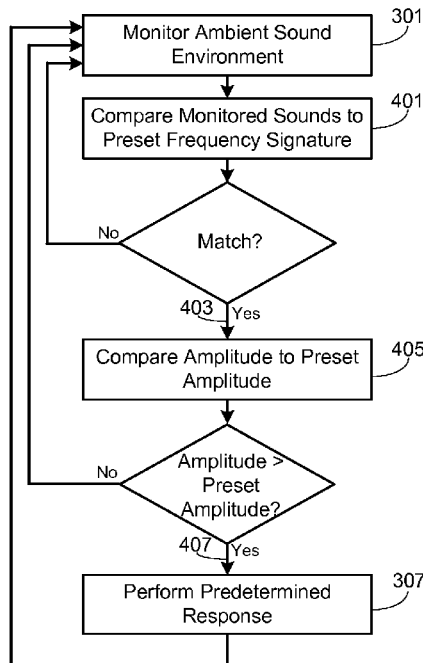 Monitor Ambient Sound
Environment
301
Compare Monitored Sounds to
Preset Frequency Signature
401
No
Match?
403
Yes
Compare Amplitude to Preset
Amplitude
405
No
Amplitude >
Preset
Amplitude?
407
Yes
Perform Predetermined
Response
307